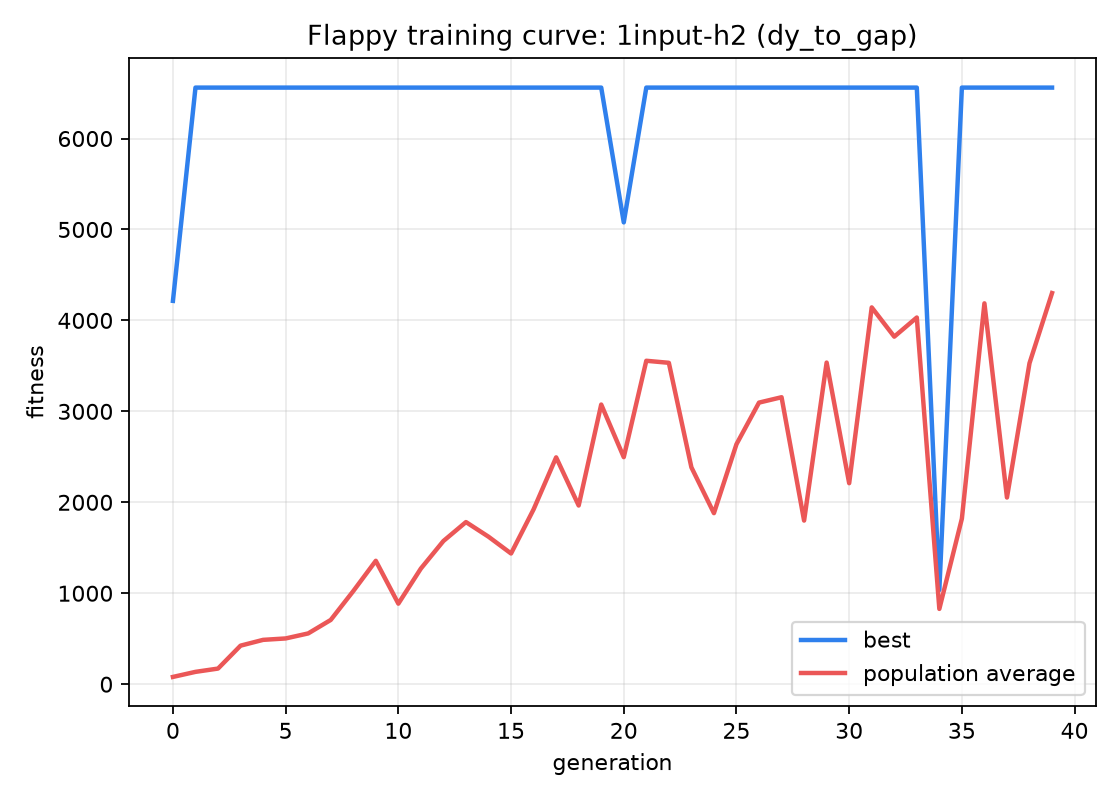 Flappy training curve: 1input-h2 (dy_to_gap)
6000
5000
4000
3000
2000
1000
0
fitness
best
population average
0 5 10 15 20 25 30 35 40
generation